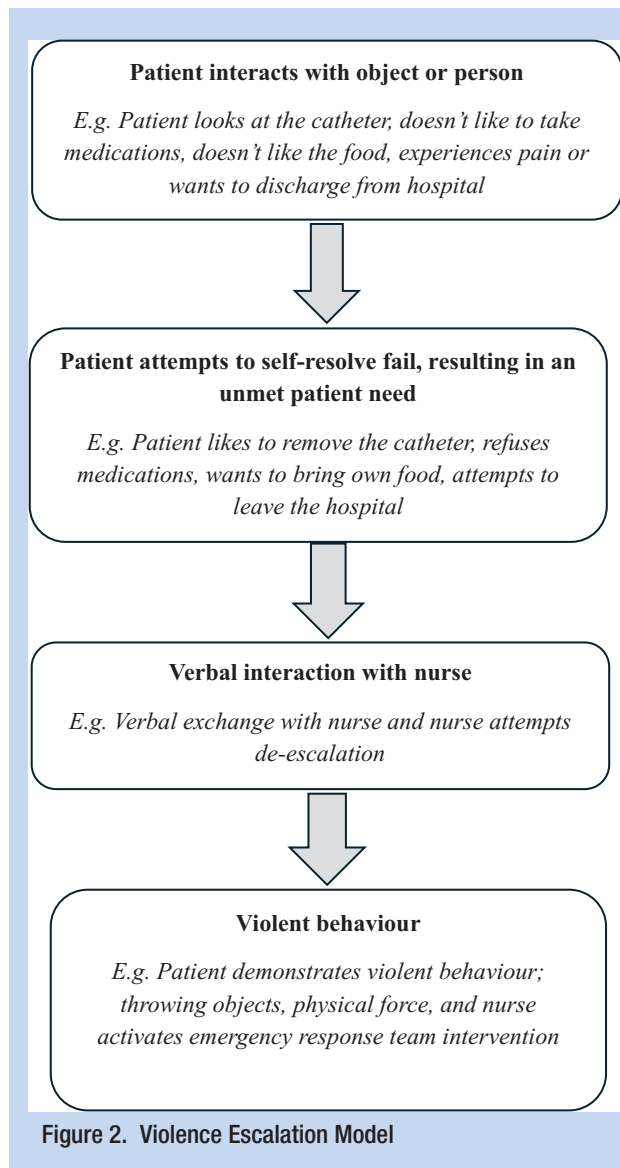 Patient interacts with object or person
E.g. Patient looks at the catheter, doesn’t like to take
medications, doesn’t like the food, experiences pain or
wants to discharge from hospital
Patient attempts to self-resolve fail, resulting in an
unmet patient need
E.g. Patient likes to remove the catheter, refuses
medications, wants to bring own food, attempts to
leave the hospital
Verbal interaction with nurse
E.g. Verbal exchange with nurse and nurse attempts
de-escalation
Violent behaviour
E.g. Patient demonstrates violent behaviour;
throwing objects, physical force, and nurse
activates emergency response team intervention
Figure 2. Violence Escalation Model